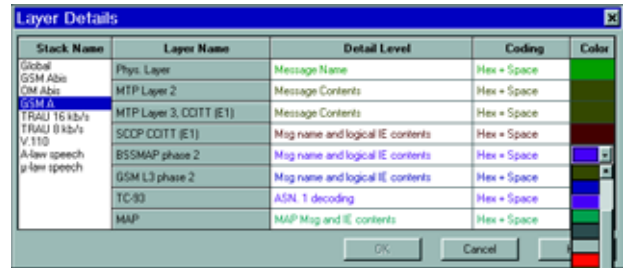 Layer Details
Stack Name Layer Name Detail Level Coding Color
Global
GSM Abis
OM Abis
GSM A
TRAU 16 kb/s
TRAU 8 kb/s
V.110
A-law speech
µ-law speech
Phys. Layer Message Name Hex + Space
MTP Layer 2 Message Contents Hex + Space
MTP Layer 3, CCITT (E1) Message Contents Hex + Space
SCCP CCITT (E1) Msg name and logical IE contents Hex + Space
BSSMAP phase 2 Msg name and logical IE contents Hex + Space
GSM L3 phase 2 Msg name and logical IE contents Hex + Space
TC-93 ASN. 1 decoding Hex + Space
MAP MAP Msg and IE contents Hex + Space
OK Cancel